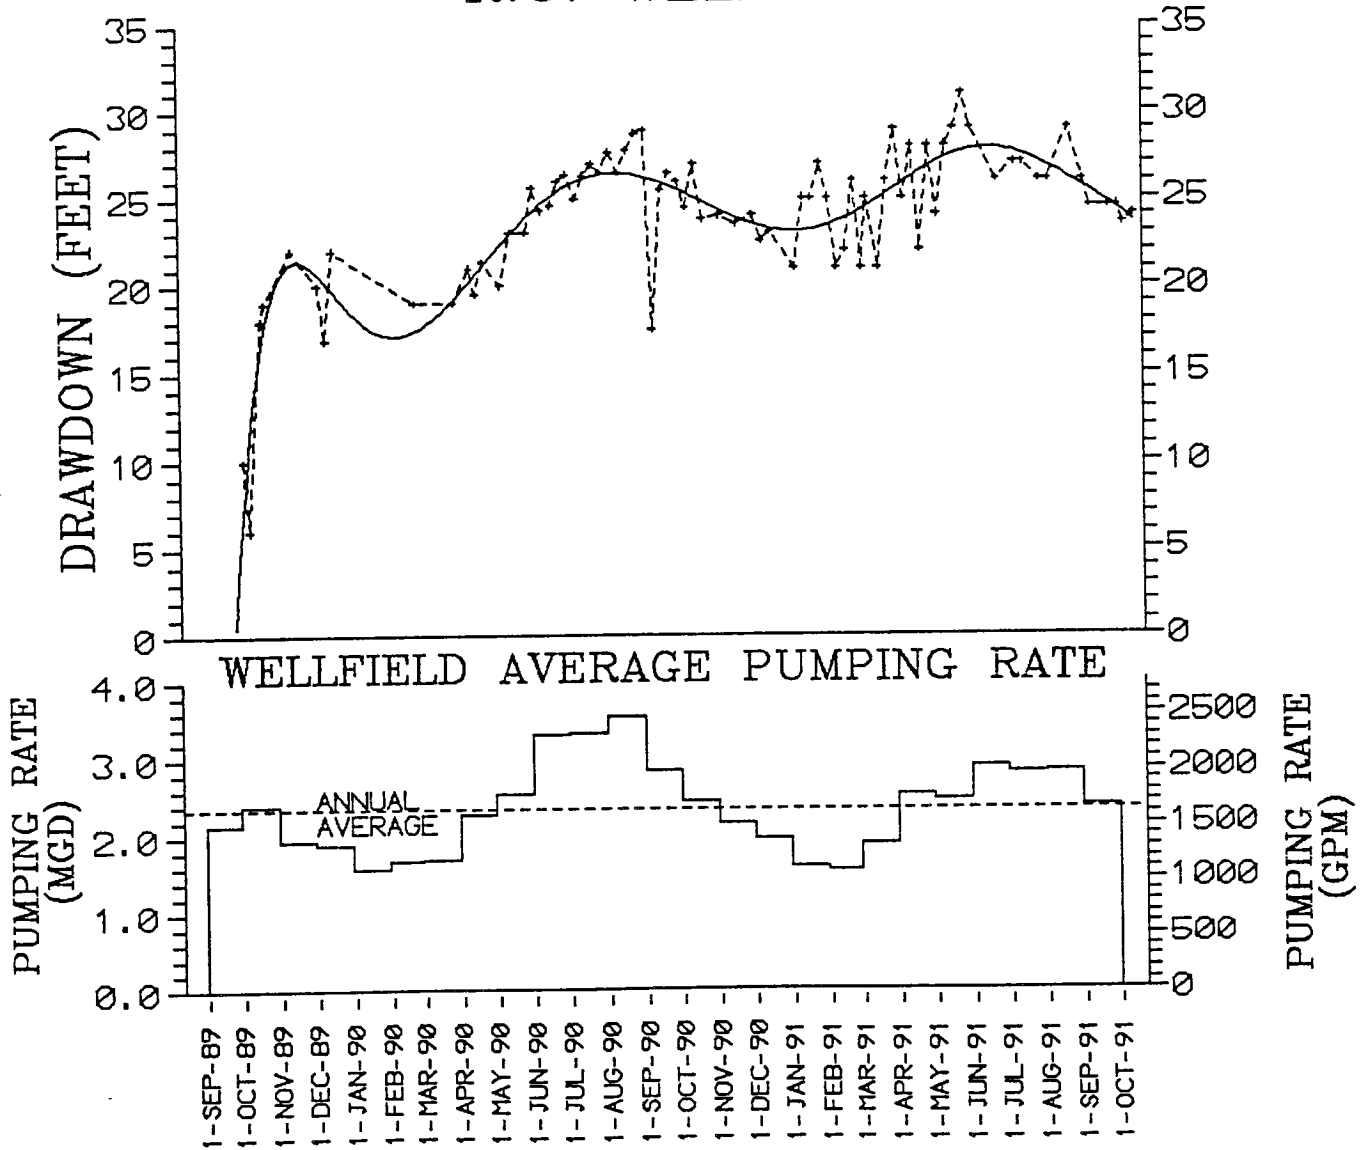 35
30
25
20
15
10
5
0
DRAWDOWN (FEET)
35
30
25
20
15
10
5
0
WELLFIELD AVERAGE PUMPING RATE
4.0
3.0
2.0
1.0
0.0
PUMPING RATE
(MGD)
ANNUAL
AVERAGE
2500
2000
1500
1000
500
0
PUMPING RATE
(GPM)
1-SEP-89
1-OCT-89
1-NOV-89
1-DEC-89
1-JAN-90
1-FEB-90
1-MAR-90
1-APR-90
1-MAY-90
1-JUN-90
1-JUL-90
1-AUG-90
1-SEP-90
1-OCT-90
1-NOV-90
1-DEC-90
1-JAN-91
1-FEB-91
1-MAR-91
1-APR-91
1-MAY-91
1-JUN-91
1-JUL-91
1-AUG-91
1-SEP-91
1-OCT-91